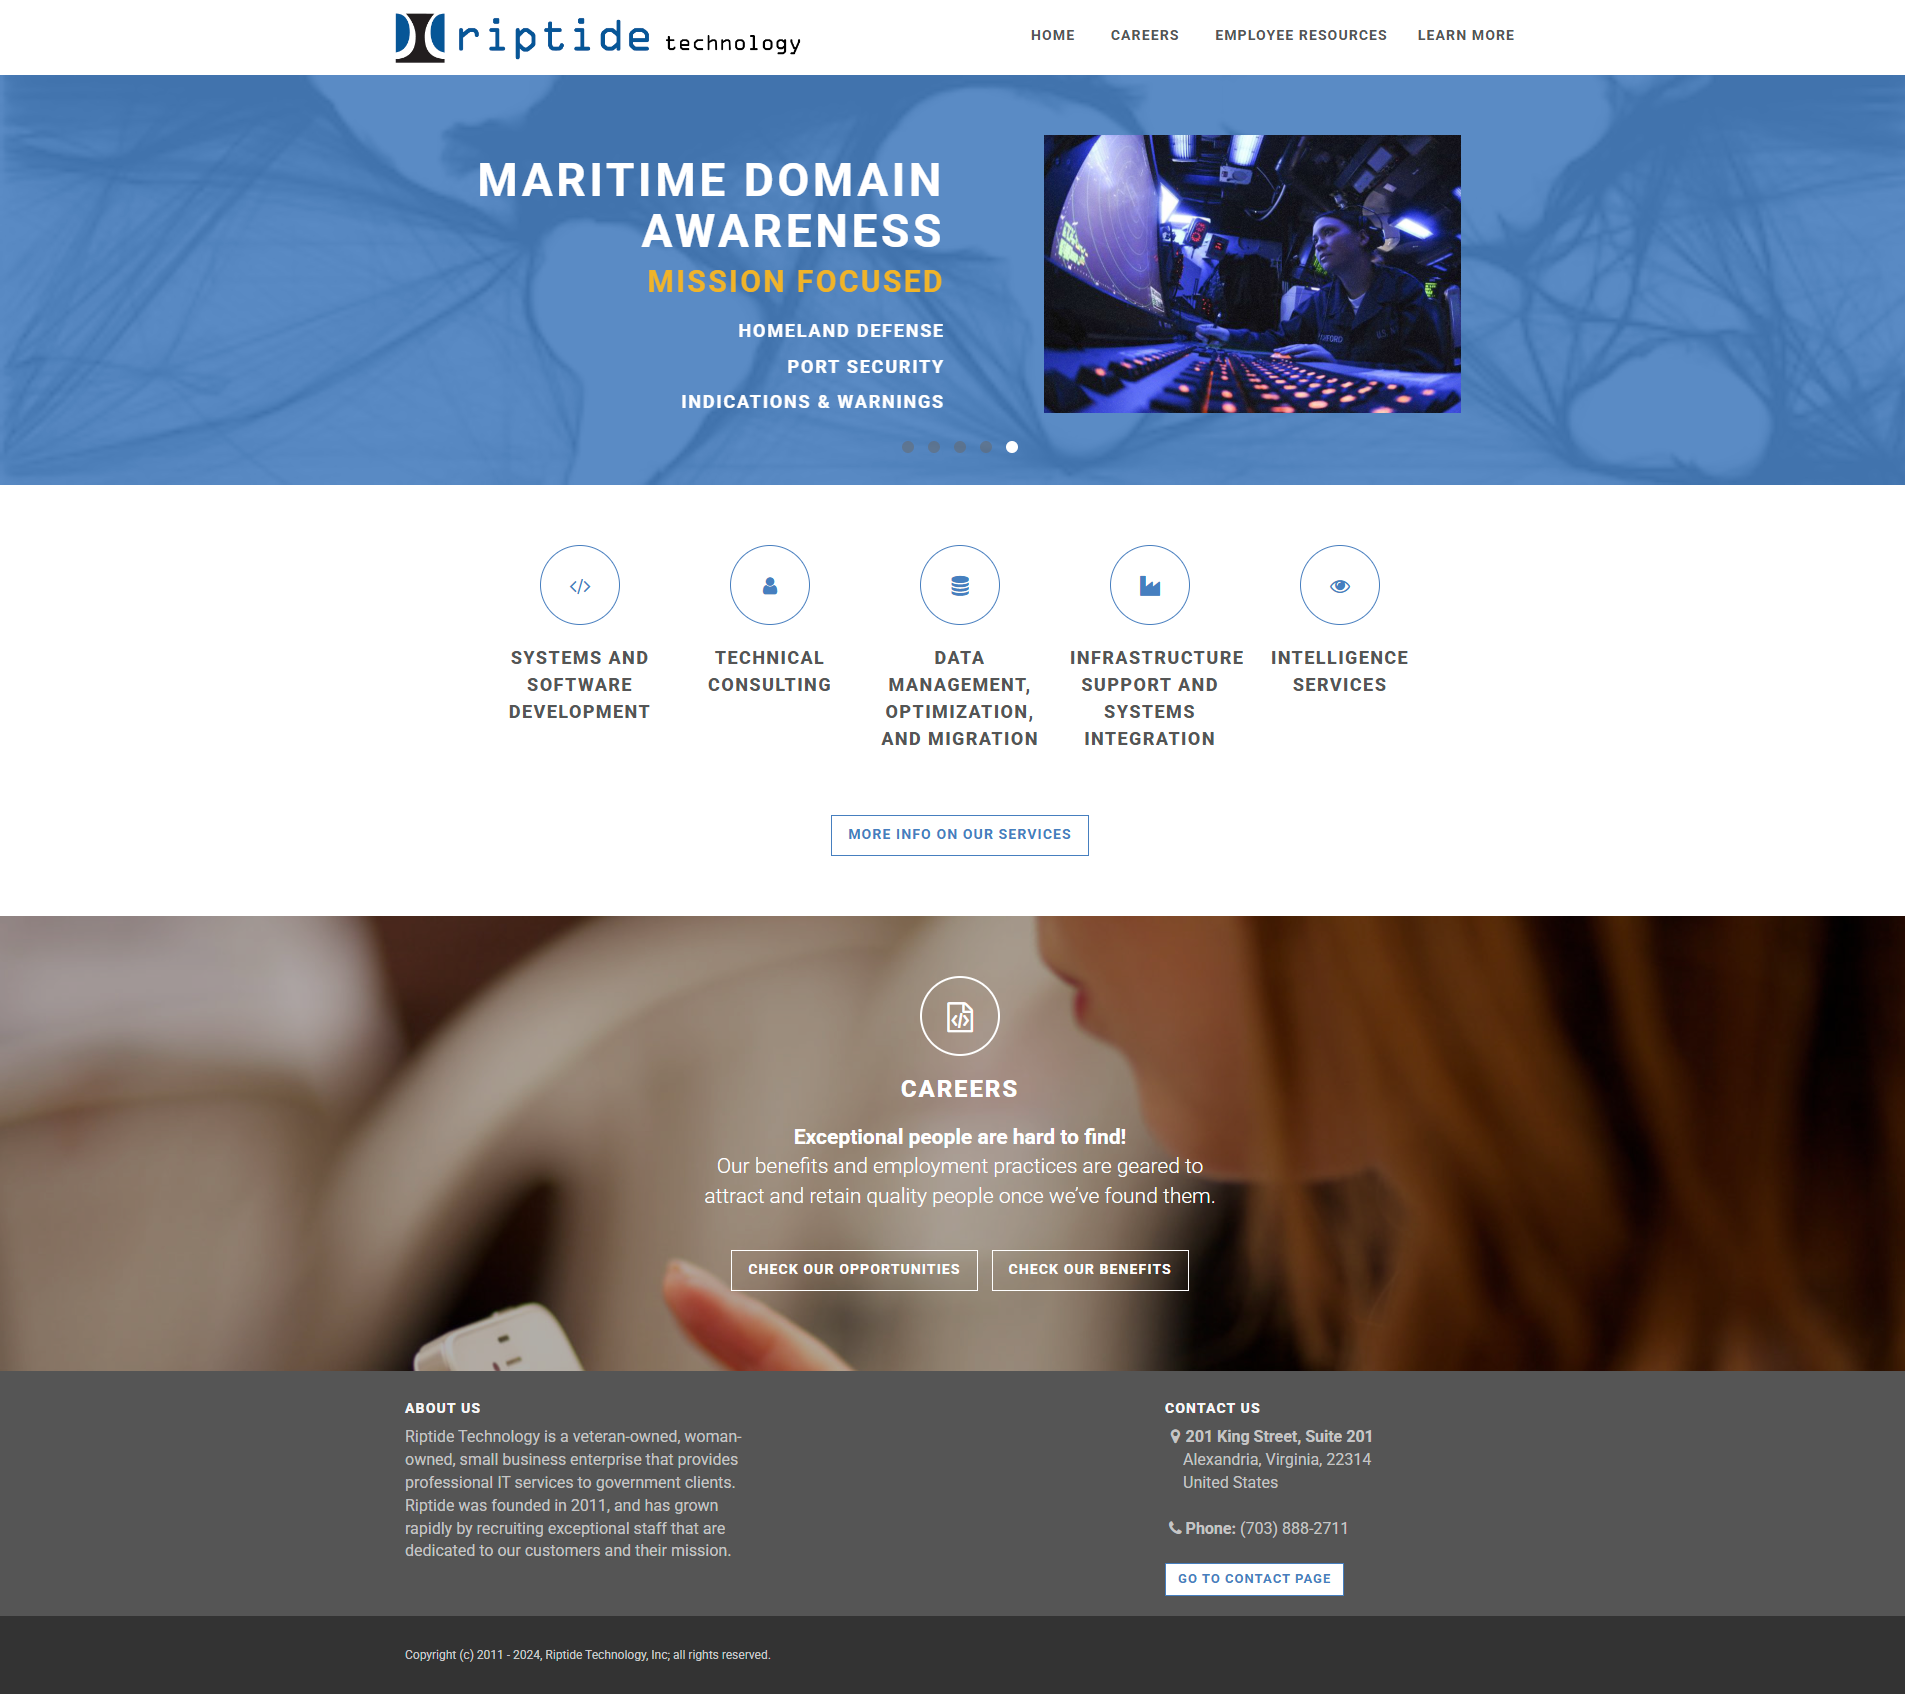 riptide technology
HOME CAREERS EMPLOYEE RESOURCES LEARN MORE
MARITIME DOMAIN
AWARENESS
MISSION FOCUSED
HOMELAND DEFENSE
PORT SECURITY
INDICATIONS & WARNINGS
SYSTEMS AND
SOFTWARE
DEVELOPMENT
TECHNICAL
CONSULTING
DATA
MANAGEMENT,
OPTIMIZATION,
AND MIGRATION
INFRASTRUCTURE
SUPPORT AND
SYSTEMS
INTEGRATION
INTELLIGENCE
SERVICES
MORE INFO ON OUR SERVICES
CAREERS
Exceptional people are hard to find!
Our benefits and employment practices are geared to
attract and retain quality people once we've found them.
CHECK OUR OPPORTUNITIES
CHECK OUR BENEFITS
ABOUT US
Riptide Technology is a veteran-owned, woman-
owned, small business enterprise that provides
professional IT services to government clients.
Riptide was founded in 2011, and has grown
rapidly by recruiting exceptional staff that are
dedicated to our customers and their mission.
CONTACT US
201 King Street, Suite 201
Alexandria, Virginia, 22314
United States
Phone: (703) 888-2711
GO TO CONTACT PAGE
Copyright (c) 2011 - 2024, Riptide Technology, Inc; all rights reserved.